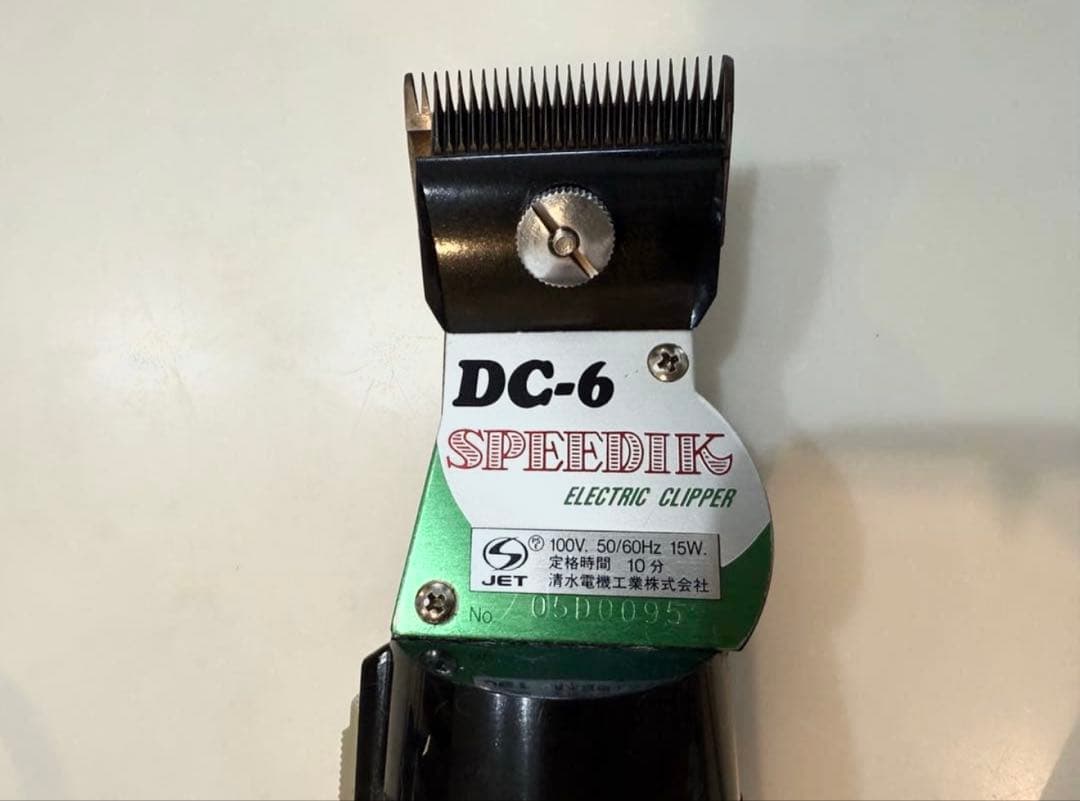 DC-6
SPEEDIK
ELECTRIC CLIPPER
100V. 50/60Hz 15W.
定格時間 10分
JET 清水電機工業株式会社
No. 05D0095